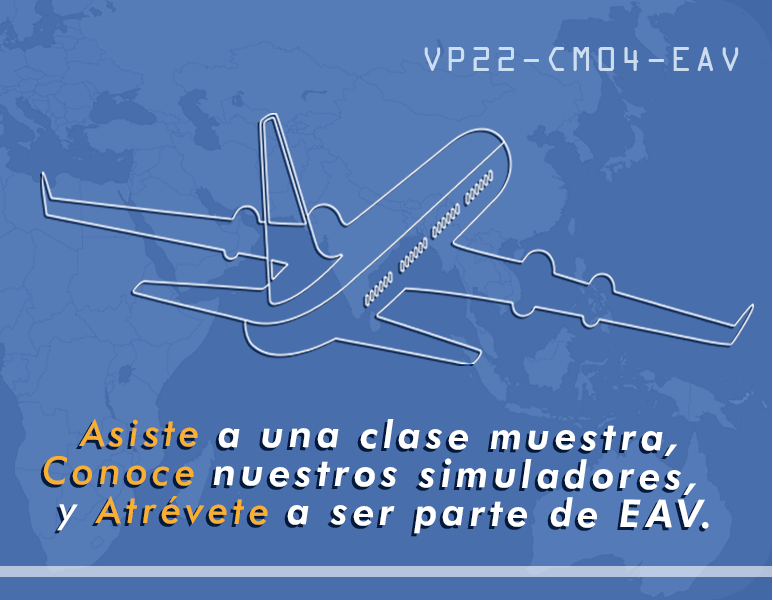 VP22-CM04-EAV
Asiste a una clase muestra,
Conoce nuestros simuladores,
y Atrévete a ser parte de EAV.